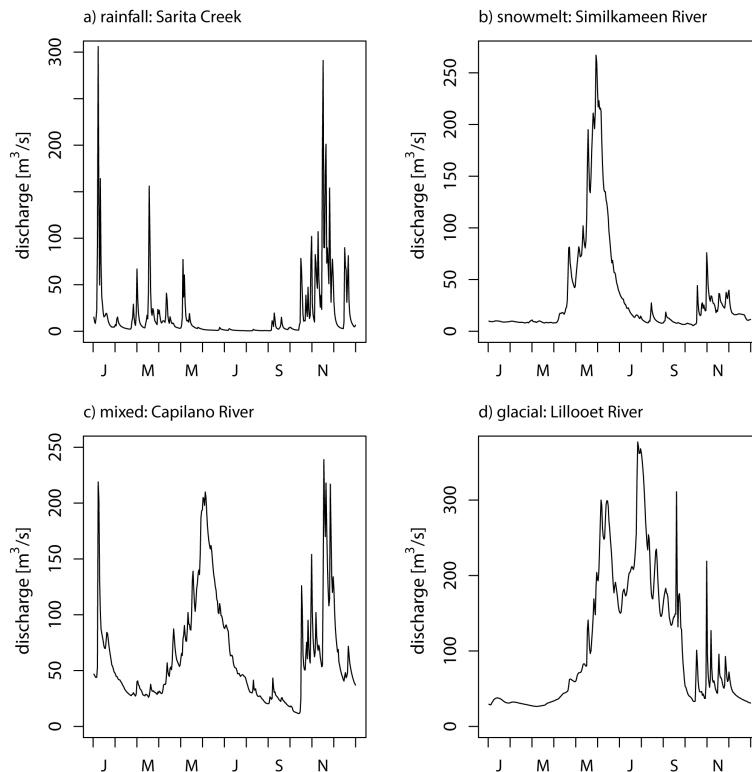 a) rainfall: Sarita Creek
discharge [m³/s]
300
200
100
50
0
J M M J S N
b) snowmelt: Similkameen River
discharge [m³/s]
250
200
150
100
50
0
J M M J S N
c) mixed: Capilano River
discharge [m³/s]
250
200
150
100
50
0
J M M J S N
d) glacial: Lillooet River
discharge [m³/s]
300
200
100
0
J M M J S N